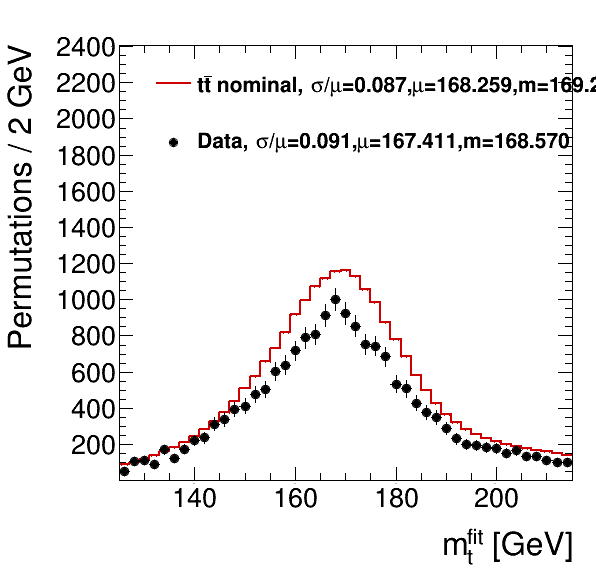 2400
2200
2000
1800
1600
1400
1200
1000
800
600
400
200
Permutations / 2 GeV
tt̄ nominal, σ/μ=0.087,μ=168.259,m=169.2
Data, σ/μ=0.091,μ=167.411,m=168.570
140 160 180 200
m_t^fit [GeV]